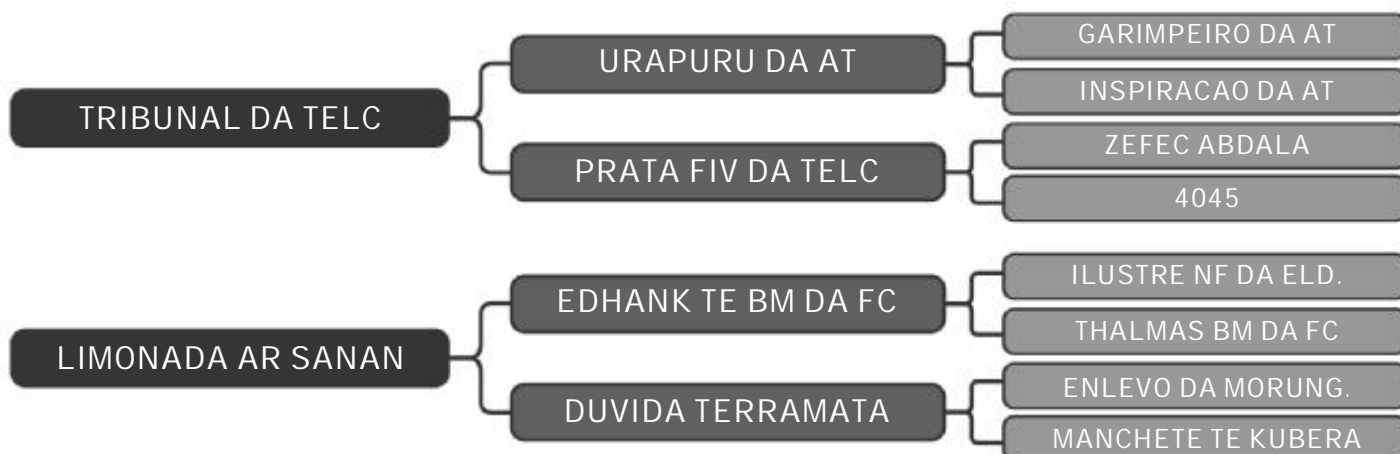 TRIBUNAL DA TELC
URAPURU DA AT
GARIMPEIRO DA AT
INSPIRACAO DA AT
PRATA FIV DA TELC
ZEFEC ABDALA
4045
LIMONADA AR SANAN
EDHANK TE BM DA FC
ILUSTRE NF DA ELD.
THALMAS BM DA FC
DUVIDA TERRAMATA
ENLEVO DA MORUNG.
MANCHETE TE KUBERA